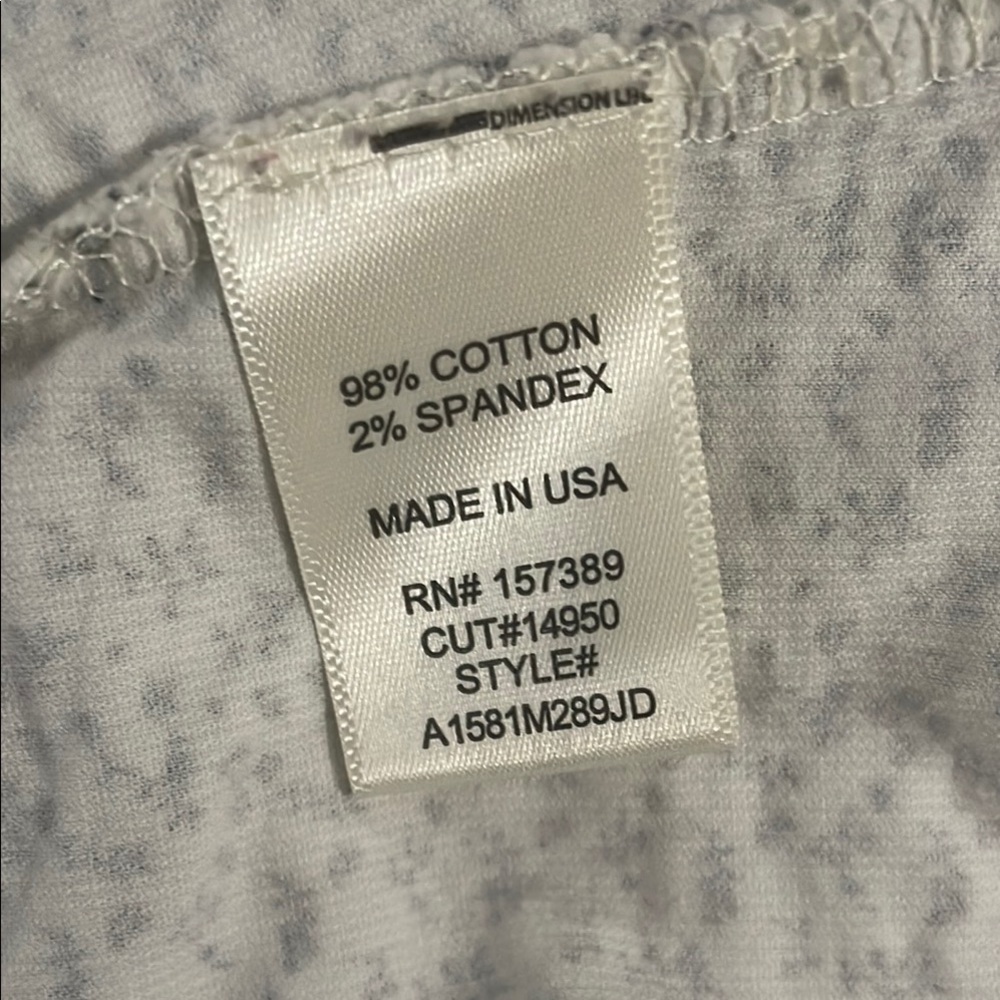 DIMENSION
98% COTTON
2% SPANDEX
MADE IN USA
RN# 157389
CUT#14950
STYLE#
A1581M289JD